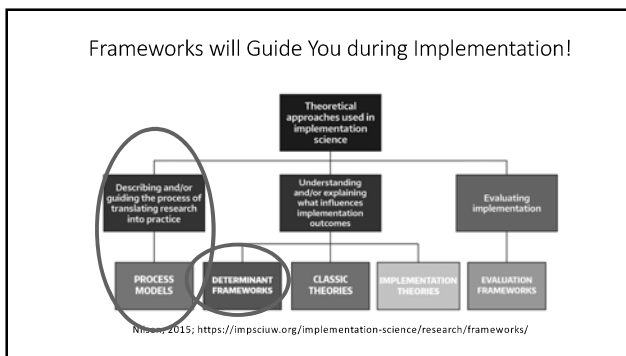 Frameworks will Guide You during Implementation!
Theoretical
approaches used in
implementation
science
Describing and/or
guiding the process of
translating research
into practice
Understanding
and/or explaining
what influences
implementation
outcomes
Evaluating
implementation
PROCESS
MODELS
DETERMINANT
FRAMEWORKS
CLASSIC
THEORIES
IMPLEMENTATION
THEORIES
EVALUATION
FRAMEWORKS
2015; https://impsciuw.org/implementation-science/research/frameworks/